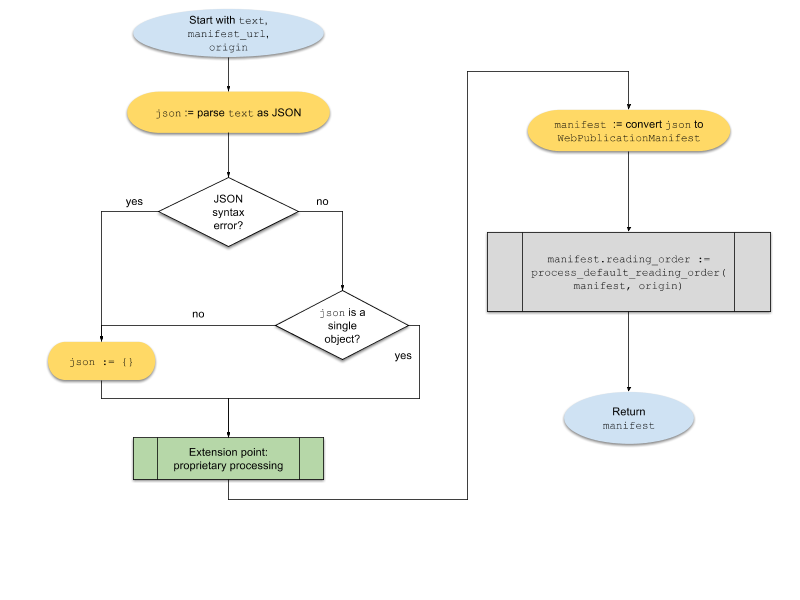 Start with text,
manifest_url,
origin
json := parse text as JSON
JSON
syntax
error?
yes
no
json is a
single
object?
no
yes
json := {}
Extension point:
proprietary processing
manifest := convert json to
WebPublicationManifest
manifest.reading_order :=
process_default_reading_order(
manifest, origin)
Return
manifest